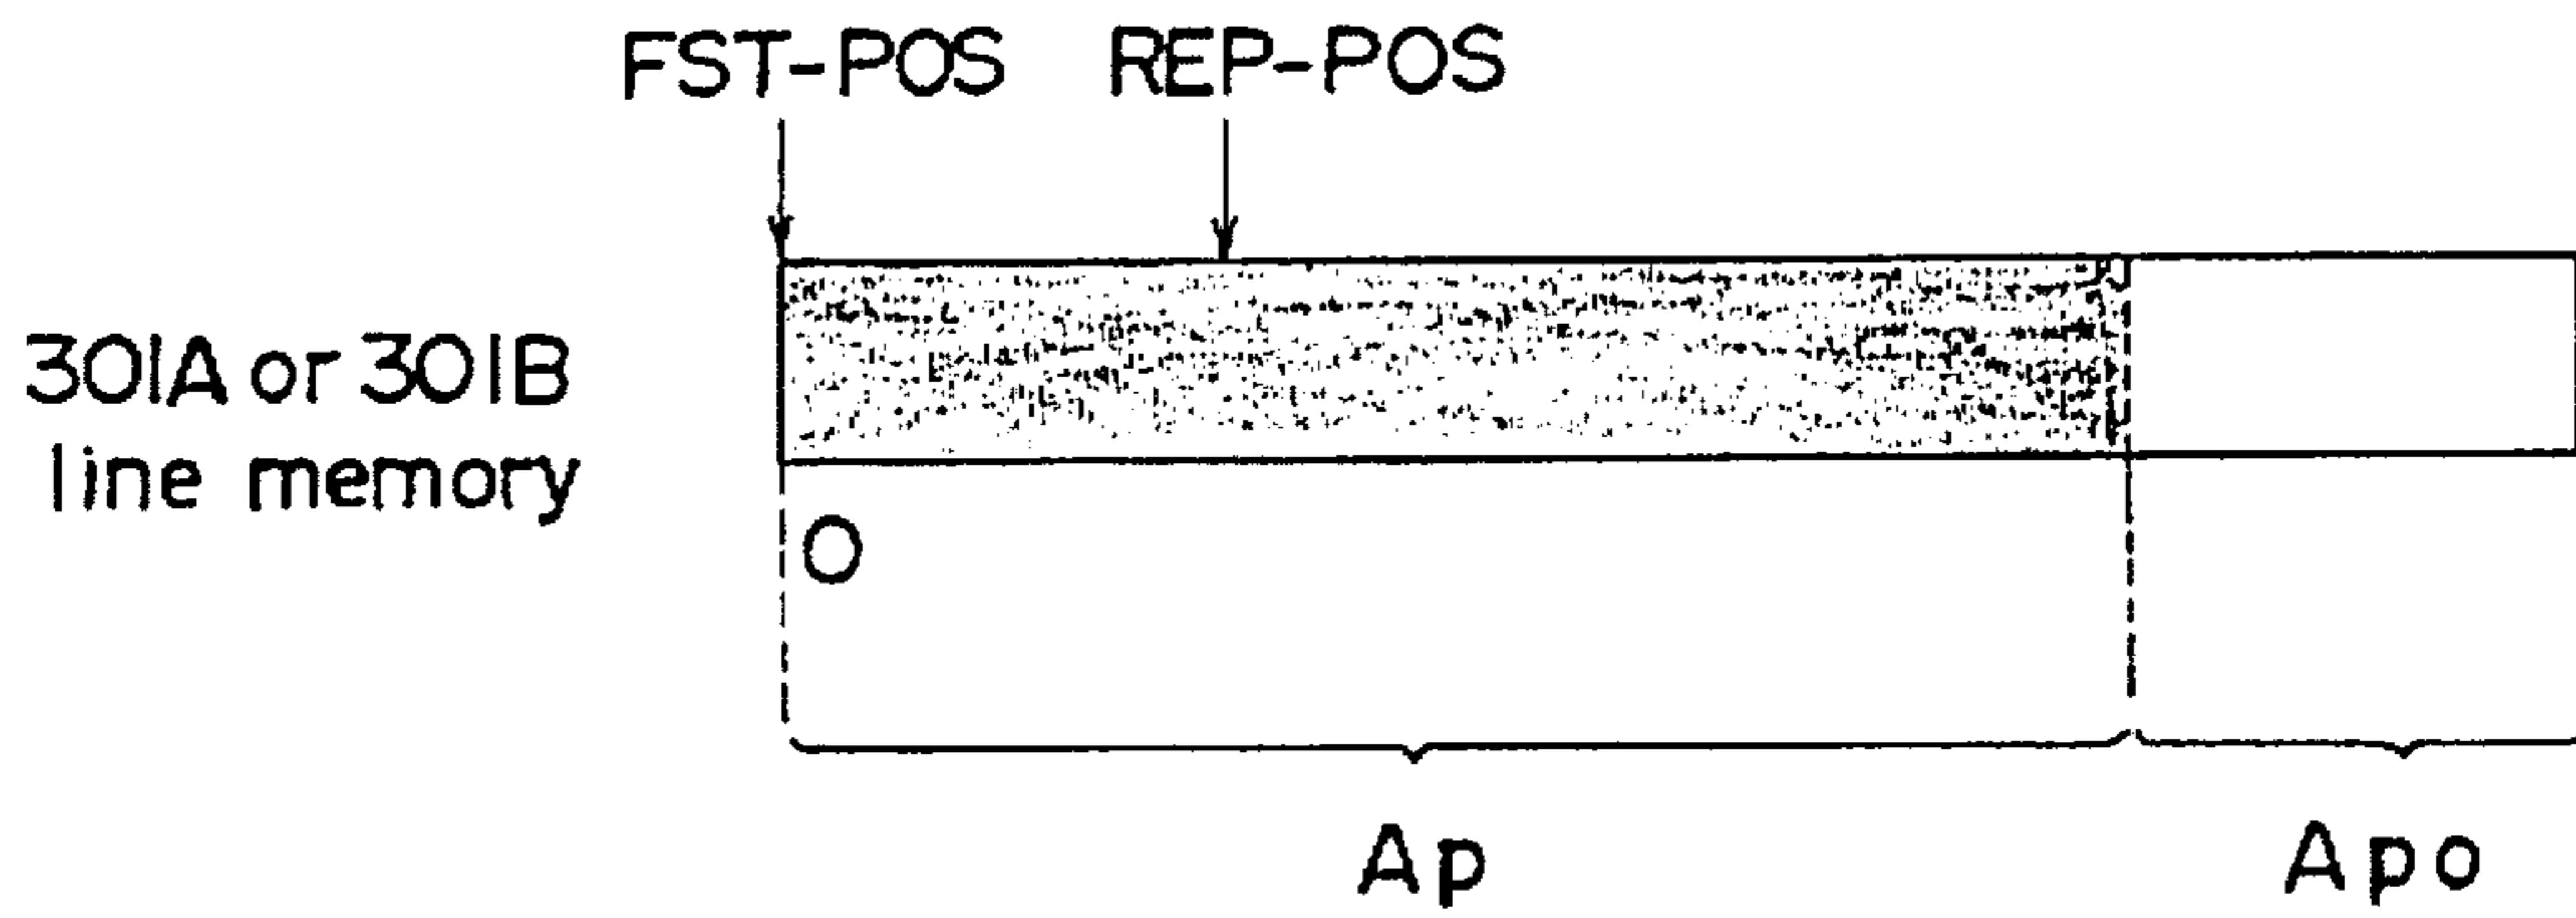 FST-POS REP-POS
301A or 301B
line memory
0
Ap Apo